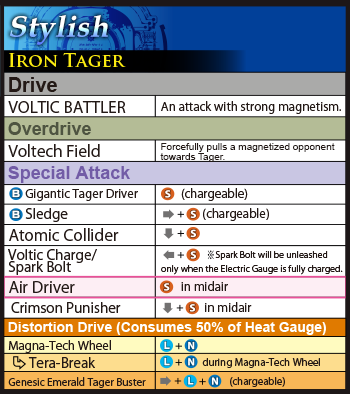 Stylish
IRON TAGER
Drive
VOLTIC BATTLER An attack with strong magnetism.
Overdrive
Voltech Field Forcefully pulls a magnetized opponent
towards Tager.
Special Attack
B Gigantic Tager Driver S (chargeable)
B Sledge ➡ + S (chargeable)
Atomic Collider ⬇ + S
Voltic Charge/ ⬅ + S ※Spark Bolt will be unleashed
Spark Bolt only when the Electric Gauge is fully charged.
Air Driver S in midair
Crimson Punisher ⬇ + S in midair
Distortion Drive (Consumes 50% of Heat Gauge)
Magna-Tech Wheel L + N
↳ Tera-Break L + N during Magna-Tech Wheel
Genesic Emerald Tager Buster ➡ + L + N (chargeable)